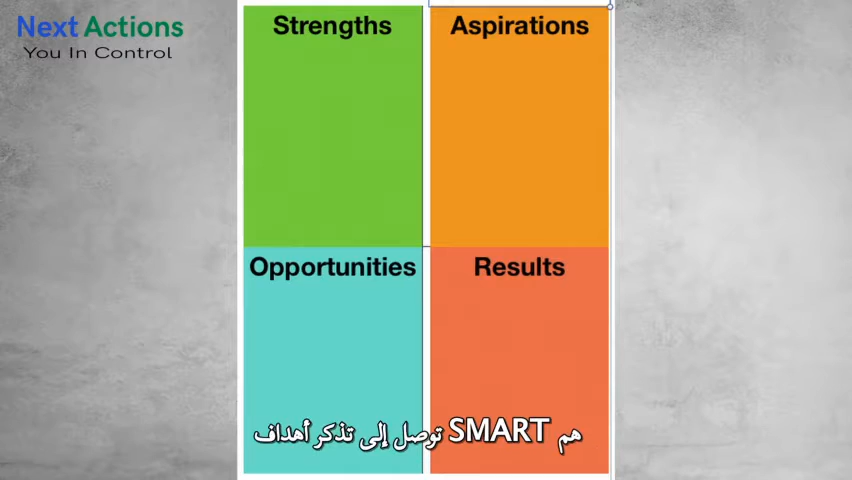 Next Actions
You In Control
Strengths
Aspirations
Opportunities
Results
هم SMART توصل إلى تذكر أهداف